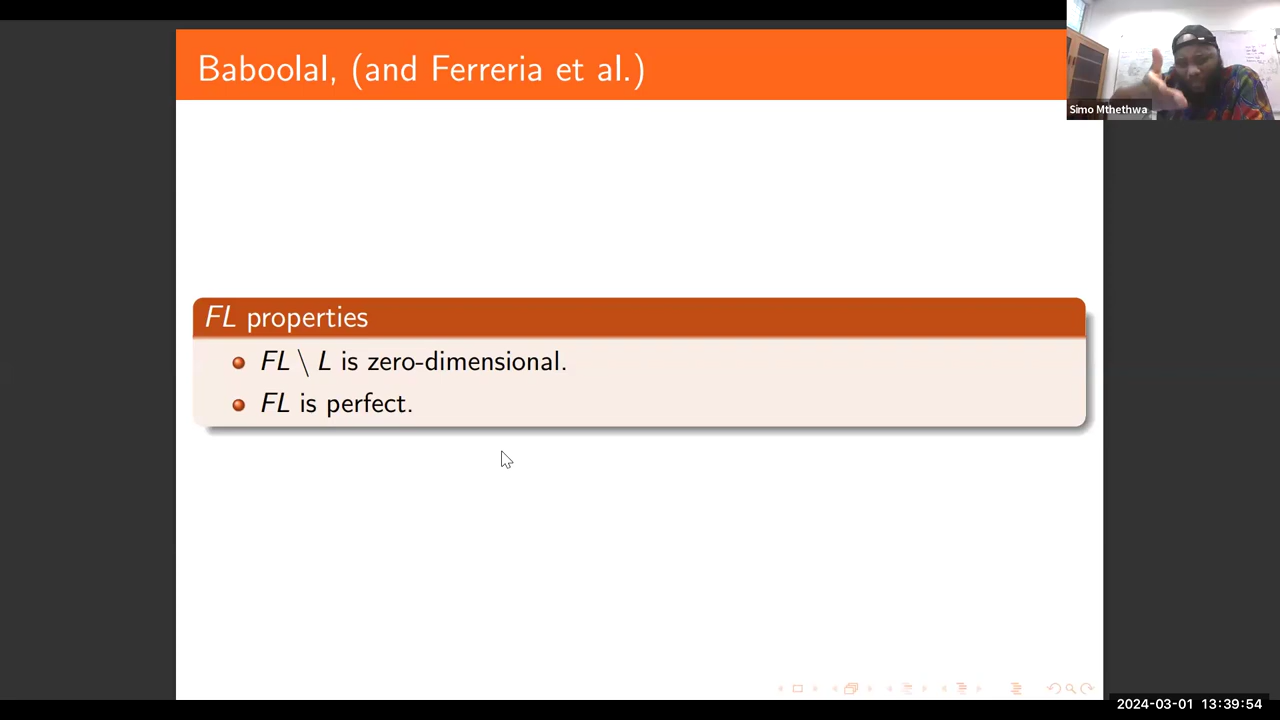 Baboolal, (and Ferreria et al.)
Simo Mthethwa
FL properties
FL \ L is zero-dimensional.
FL is perfect.
2024-03-01 13:39:54